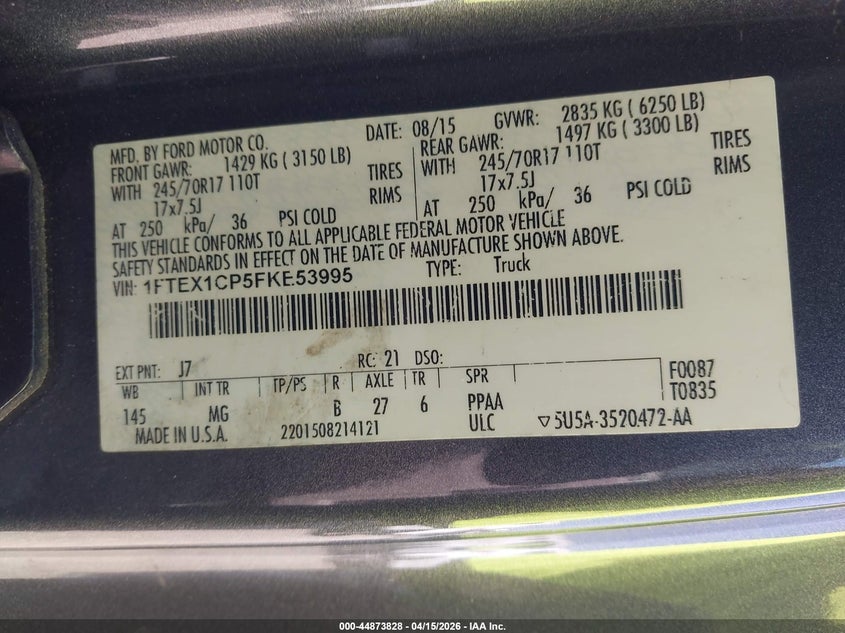 MFD. BY FORD MOTOR CO. DATE: 08/15 GVWR: 2835 KG ( 6250 LB)
FRONT GAWR: 1429 KG ( 3150 LB) REAR GAWR: 1497 KG ( 3300 LB)
WITH 245/70R17 110T TIRES WITH 245/70R17 110T TIRES
17x7.5J RIMS 17x7.5J RIMS
AT 250 kPa/ 36 PSI COLD AT 250 kPa/ 36 PSI COLD
THIS VEHICLE CONFORMS TO ALL APPLICABLE FEDERAL MOTOR VEHICLE
SAFETY STANDARDS IN EFFECT ON THE DATE OF MANUFACTURE SHOWN ABOVE.
VIN: 1FTEX1CP5FKE53995 TYPE: Truck
EXT PNT: J7 RC: 21 DSO:
WB INT TR TP/PS R AXLE TR SPR F0087
145 MG B 27 6 PPAA T0835
MADE IN U.S.A. 2201508214121 ULC ▽5U5A-3520472-AA
000-44873828 - 04/15/2026 - IAA Inc.